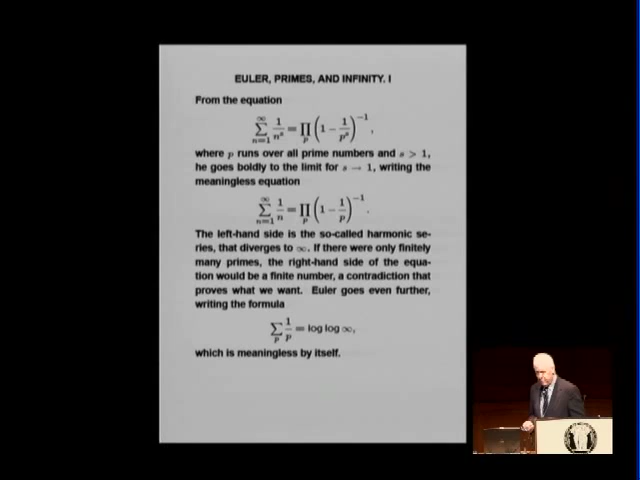 EULER, PRIMES, AND INFINITY. I
From the equation
∑_{n=1}^{∞} 1/n^s = ∏_p (1 − 1/p^s)^{−1},
where p runs over all prime numbers and s > 1,
he goes boldly to the limit for s → 1, writing the
meaningless equation
∑_{n=1}^{∞} 1/n = ∏_p (1 − 1/p)^{−1}.
The left-hand side is the so-called harmonic se-
ries, that diverges to ∞. If there were only finitely
many primes, the right-hand side of the equa-
tion would be a finite number, a contradiction that
proves what we want. Euler goes even further,
writing the formula
∑_p 1/p = log log ∞,
which is meaningless by itself.